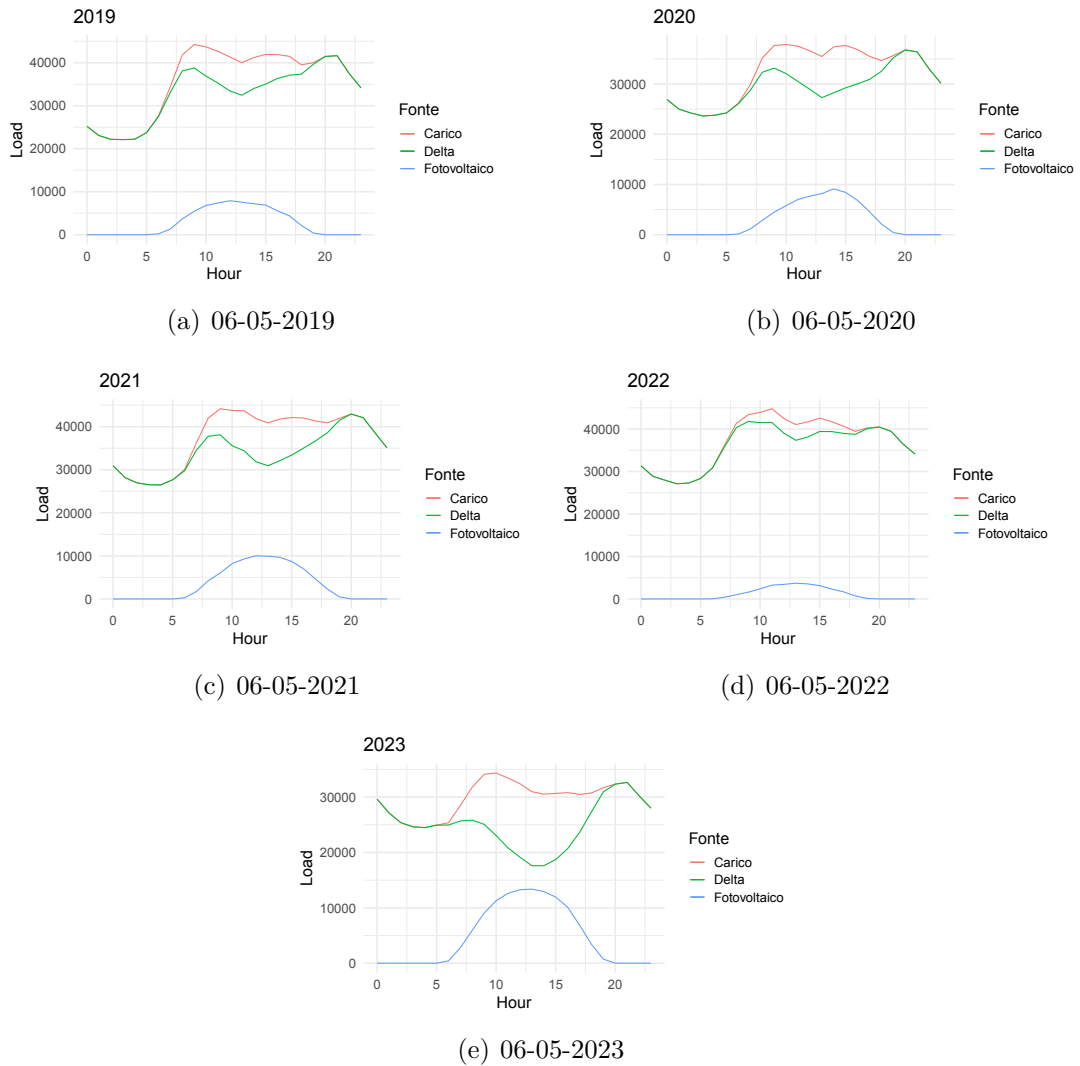 2019
Load
40000
30000
20000
10000
0
0 5 10 15 20
Hour
Fonte
Carico
Delta
Fotovoltaico
(a) 06-05-2019
2020
Load
30000
20000
10000
0
0 5 10 15 20
Hour
Fonte
Carico
Delta
Fotovoltaico
(b) 06-05-2020
2021
Load
40000
30000
20000
10000
0
0 5 10 15 20
Hour
Fonte
Carico
Delta
Fotovoltaico
(c) 06-05-2021
2022
Load
40000
30000
20000
10000
0
0 5 10 15 20
Hour
Fonte
Carico
Delta
Fotovoltaico
(d) 06-05-2022
2023
Load
30000
20000
10000
0
0 5 10 15 20
Hour
Fonte
Carico
Delta
Fotovoltaico
(e) 06-05-2023